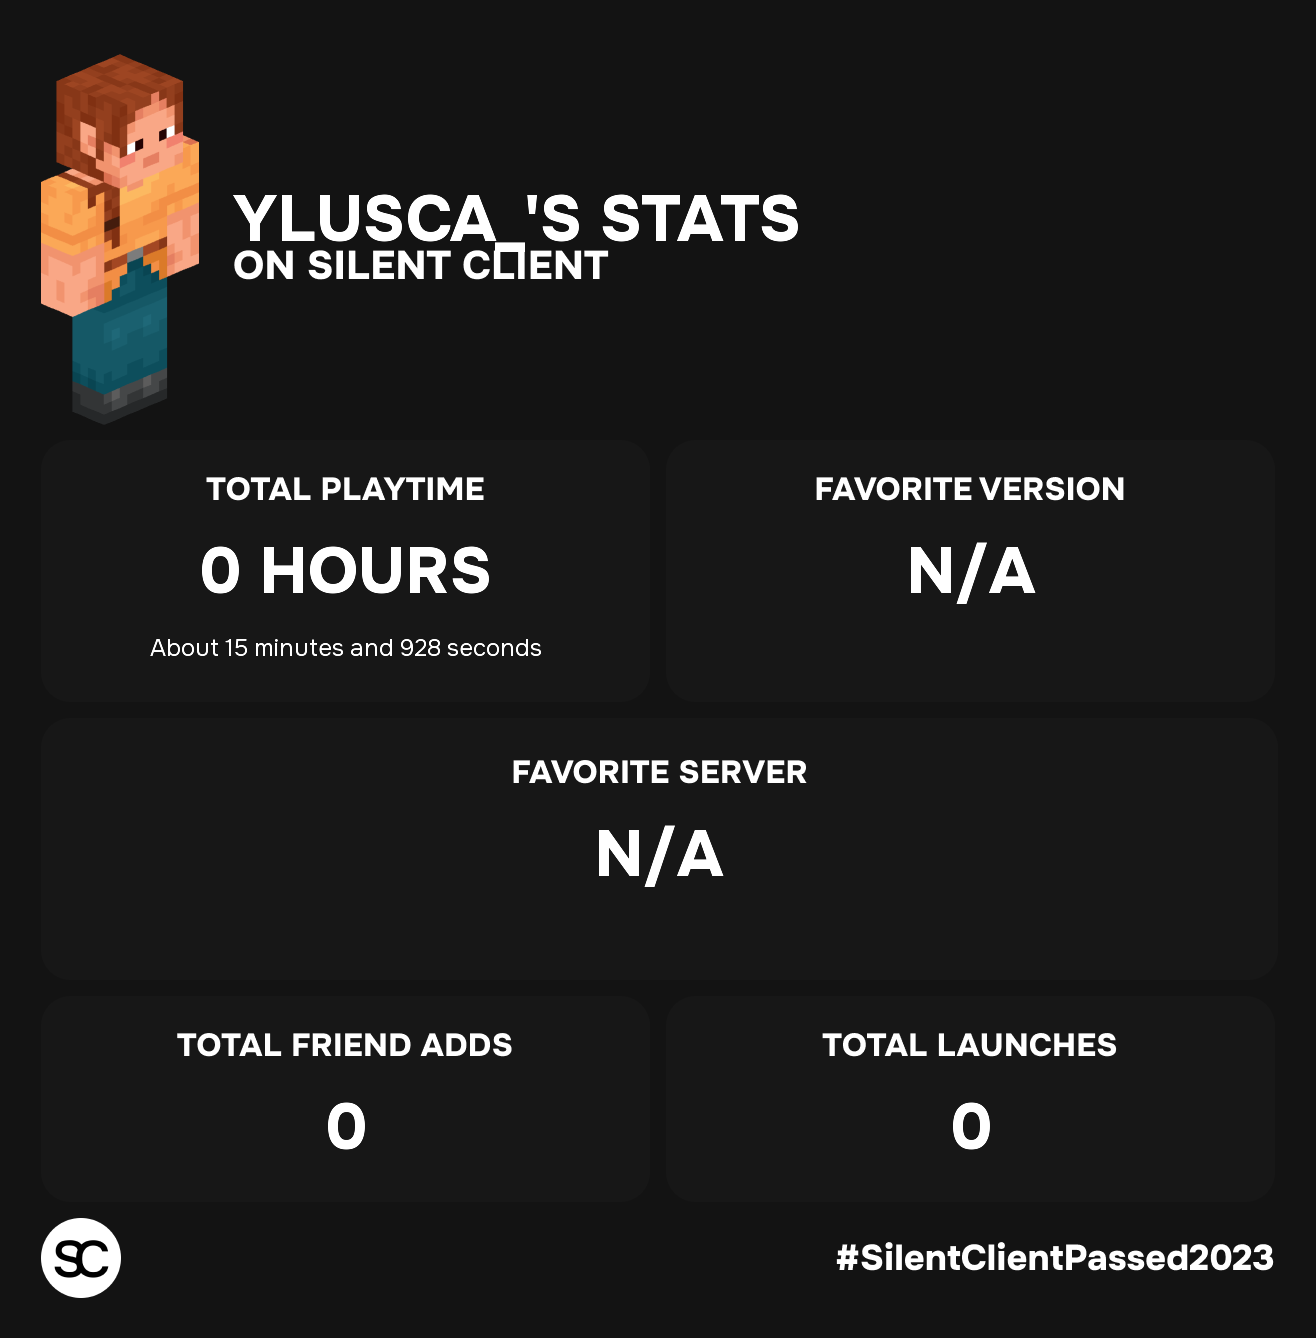 YLUSCA_'S STATS
ON SILENT CLIENT
TOTAL PLAYTIME
0 HOURS
About 15 minutes and 928 seconds
FAVORITE VERSION
N/A
FAVORITE SERVER
N/A
TOTAL FRIEND ADDS
0
TOTAL LAUNCHES
0
SC
#SilentClientPassed2023